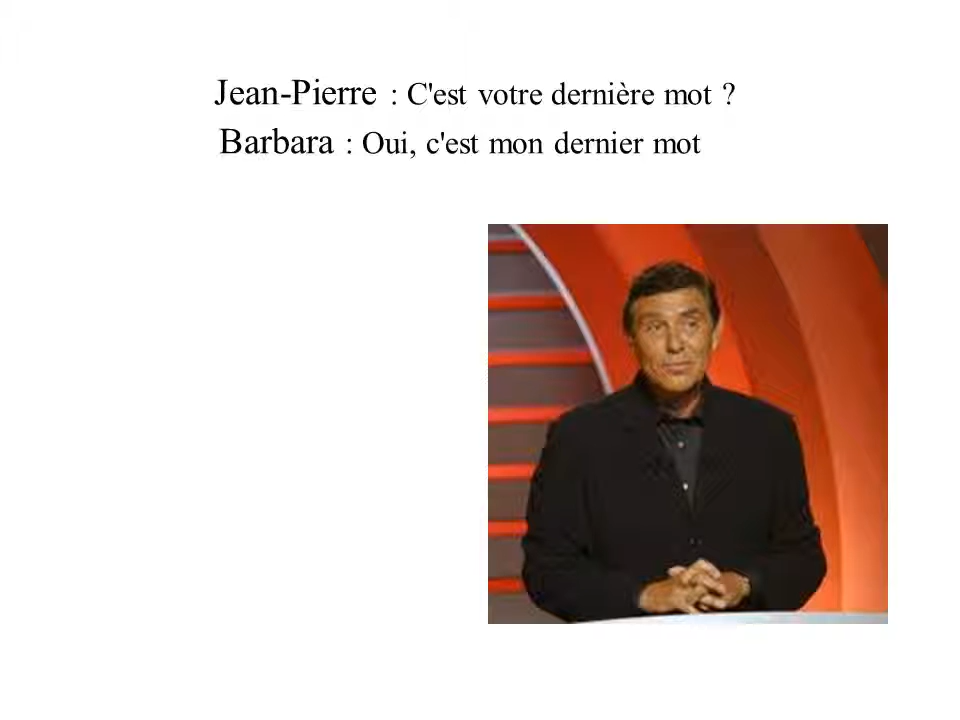 Jean-Pierre : C'est votre dernière mot ?
Barbara : Oui, c'est mon dernier mot